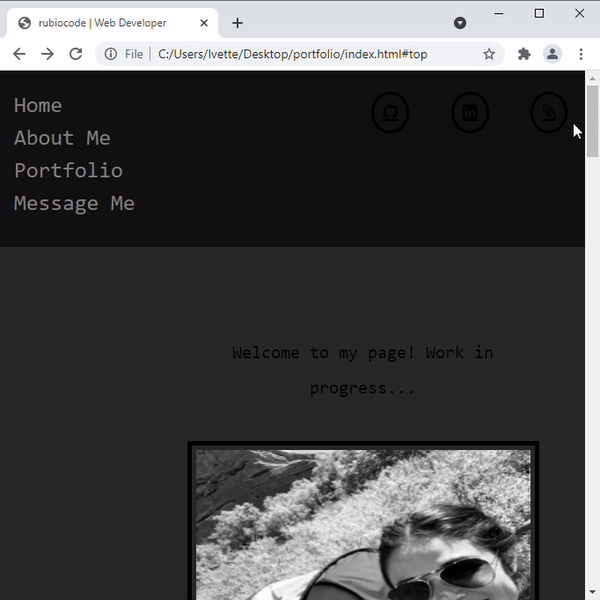 rubiocode | Web Developer
File | C:/Users/Ivette/Desktop/portfolio/index.html#top
Home
About Me
Portfolio
Message Me
in
Welcome to my page! Work in
progress...